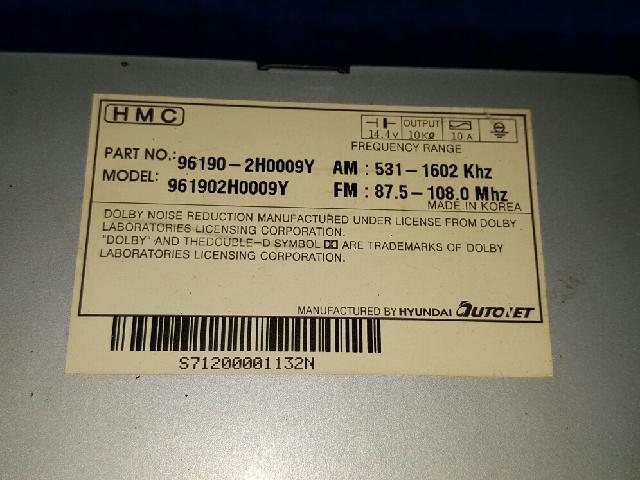 HMC
14.4V OUTPUT 10KΩ 10A
FREQUENCY RANGE
PART NO.: 96190-2H0009Y AM : 531-1602 Khz
MODEL: 961902H0009Y FM : 87.5-108.0 Mhz
MADE IN KOREA
DOLBY NOISE REDUCTION MANUFACTURED UNDER LICENSE FROM DOLBY
LABORATORIES LICENSING CORPORATION.
"DOLBY" AND THEDOUBLE-D SYMBOL ARE TRADEMARKS OF DOLBY
LABORATORIES LICENSING CORPORATION.
MANUFACTURED BY HYUNDAI AUTONET
S71200001132N